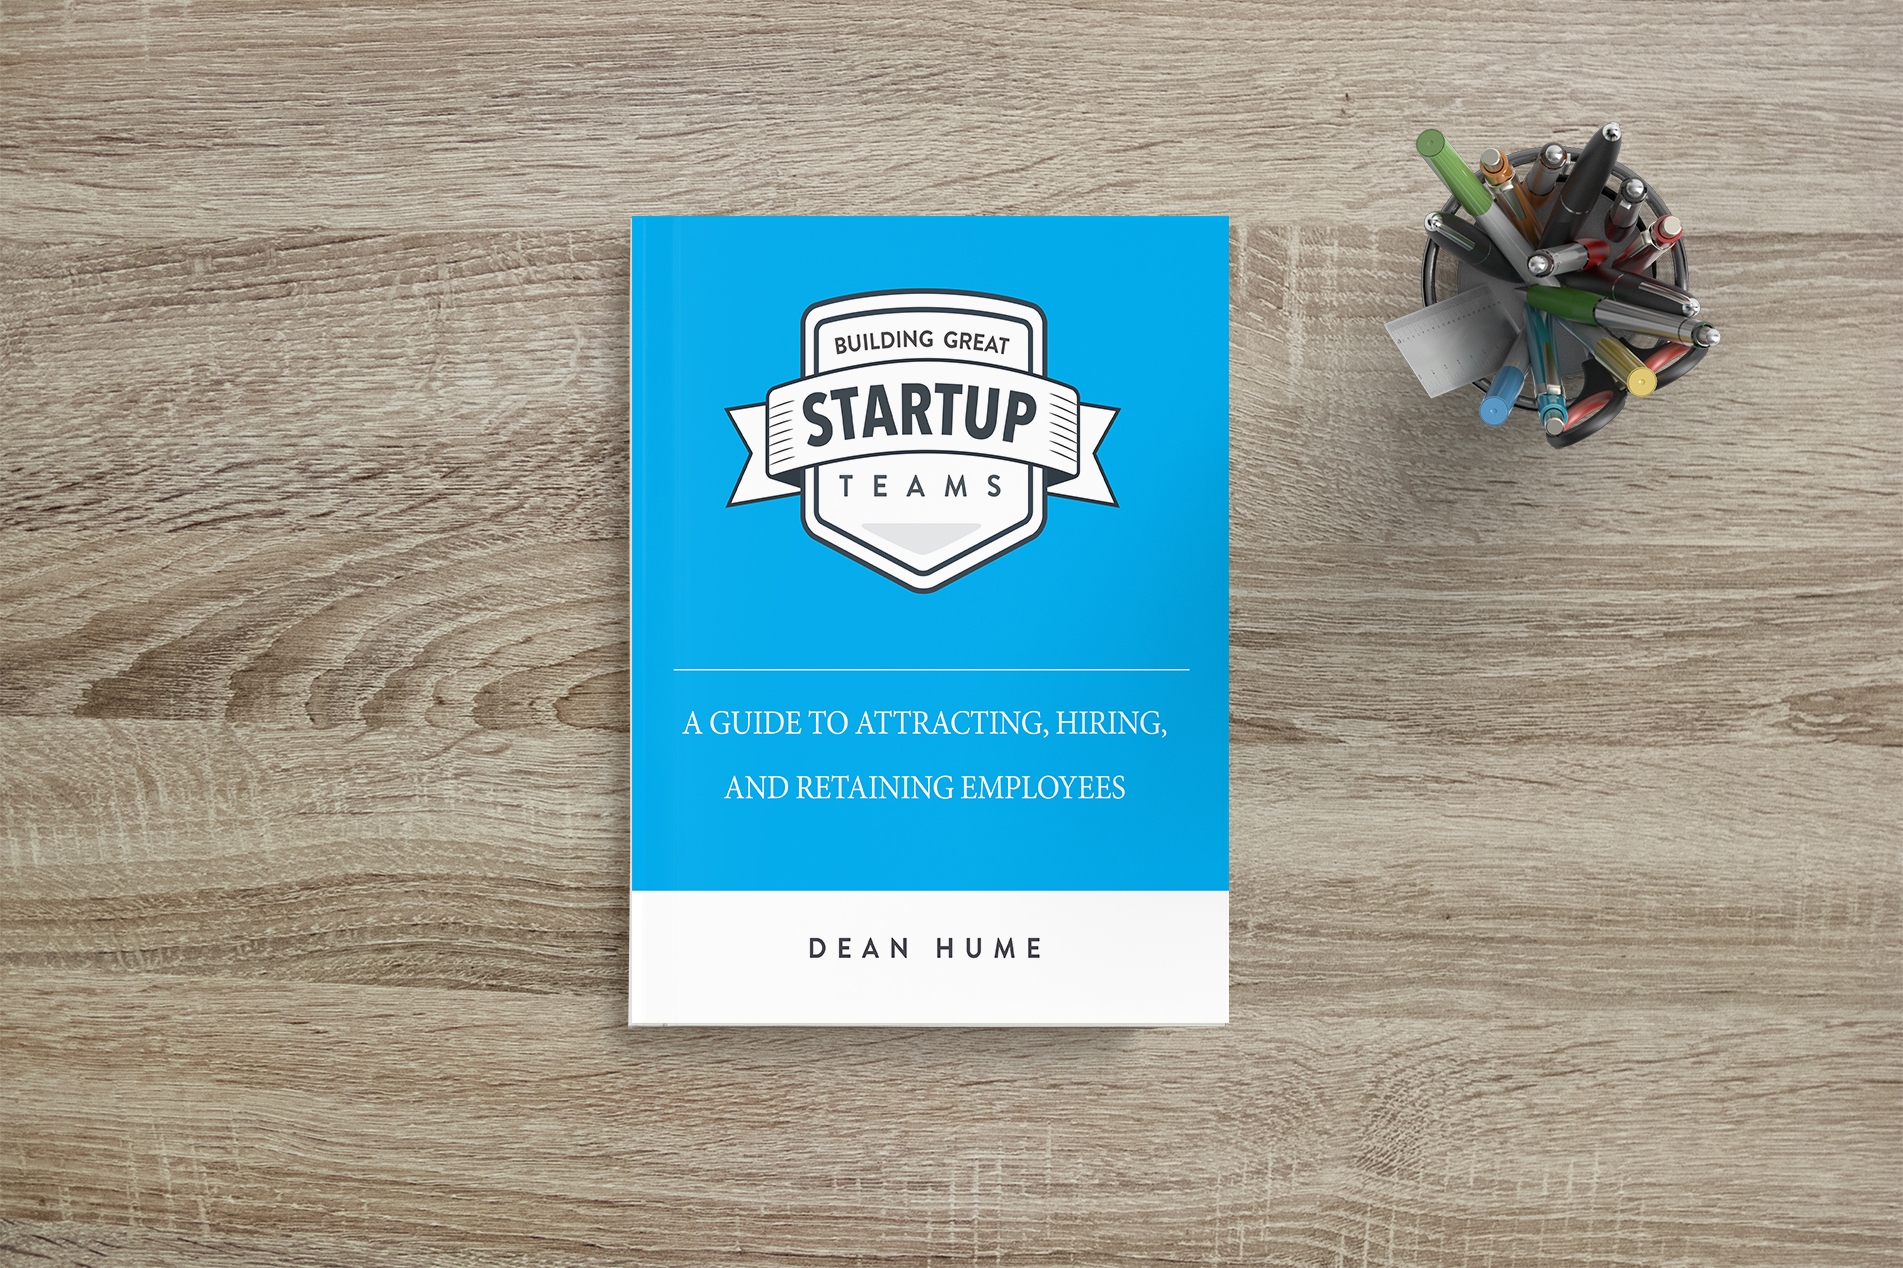 BUILDING GREAT
STARTUP
TEAMS
A GUIDE TO ATTRACTING, HIRING,
AND RETAINING EMPLOYEES
DEAN HUME